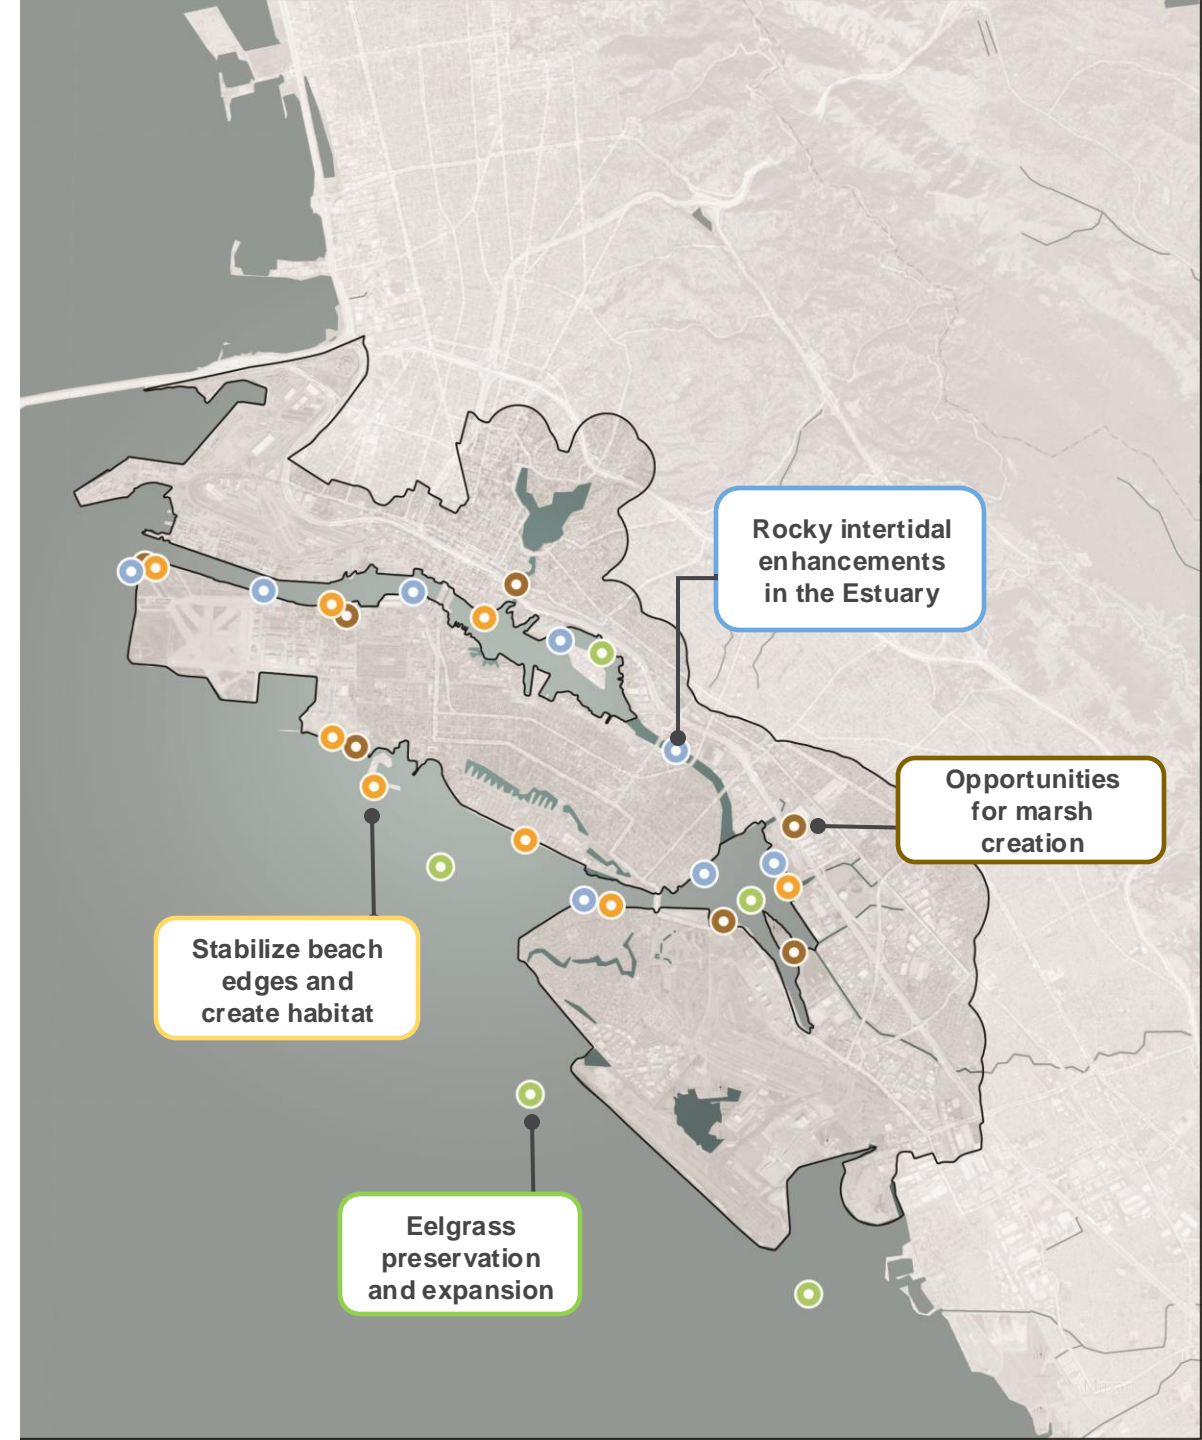 Rocky intertidal
enhancements
in the Estuary
Opportunities
for marsh
creation
Stabilize beach
edges and
create habitat
Eelgrass
preservation
and expansion